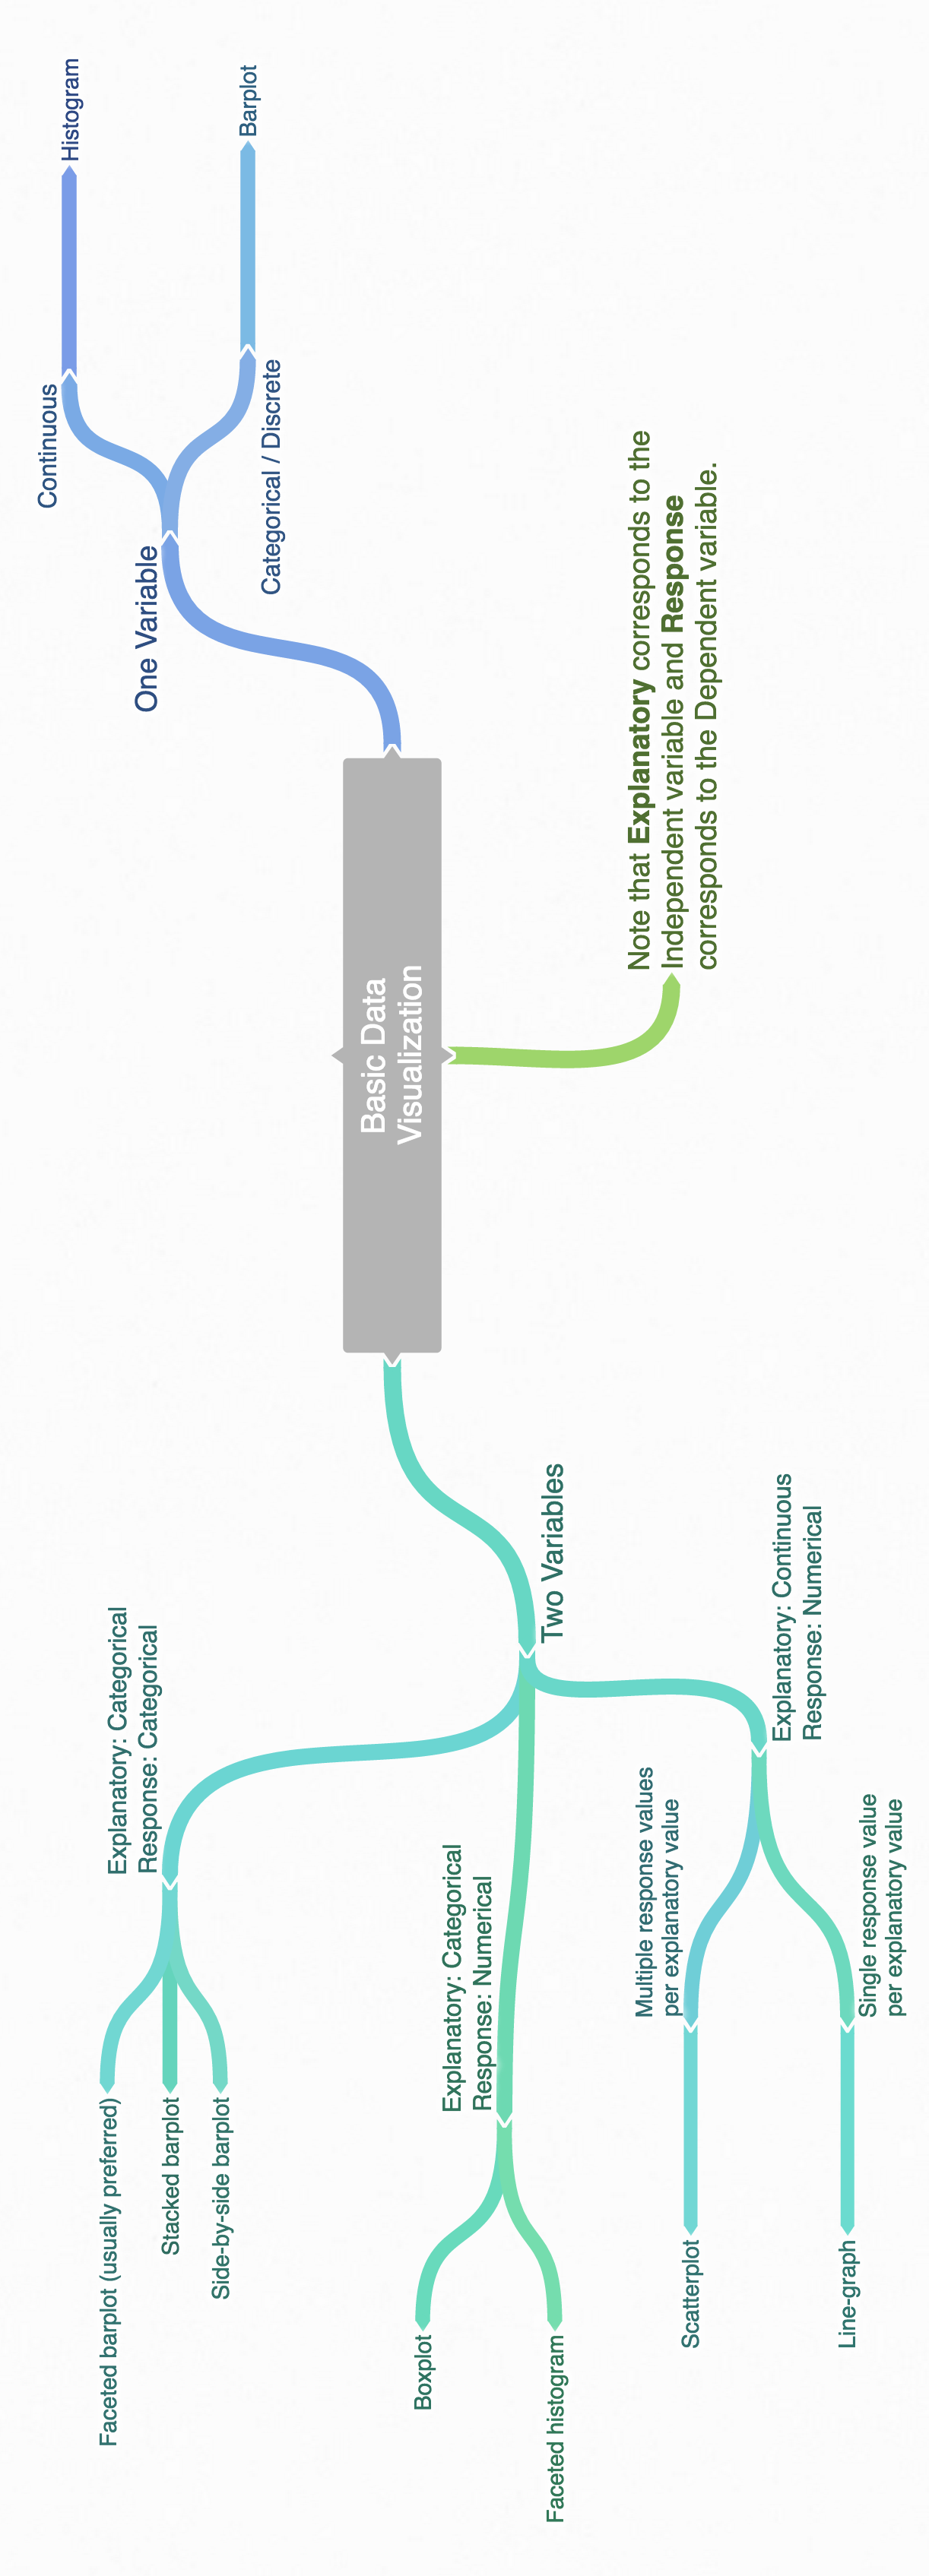 Faceted barplot (usually preferred)
Stacked barplot
Side-by-side barplot
Explanatory: Categorical
Response: Categorical
Boxplot
Faceted histogram
Explanatory: Categorical
Response: Numerical
Scatterplot
Line-graph
Multiple response values
per explanatory value
Single response value
per explanatory value
Explanatory: Continuous
Response: Numerical
Two Variables
Basic Data
Visualization
Note that Explanatory corresponds to the
Independent variable and Response
corresponds to the Dependent variable.
One Variable
Continuous
Categorical / Discrete
Histogram
Barplot